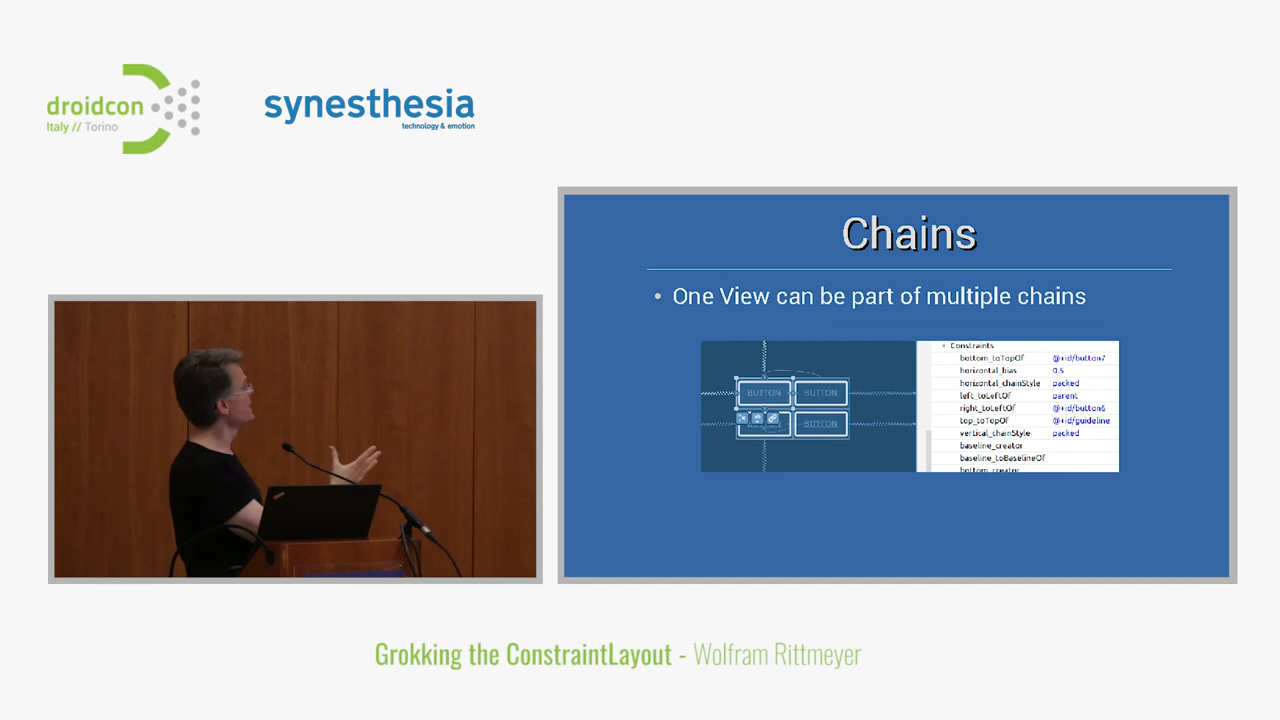 droidcon
Italy // Torino
synesthesia
technology & emotion
Chains
• One View can be part of multiple chains
BUTTON
BUTTON
BUTTON
Constraints
bottom_toTopOf @+id/button7
horizontal_bias 0.5
horizontal_chainStyle packed
left_toLeftOf parent
right_toLeftOf @+id/button6
top_toTopOf @+id/guideline
vertical_chainStyle packed
baseline_creator
baseline_toBaselineOf
bottom_creator
Grokking the ConstraintLayout - Wolfram Rittmeyer